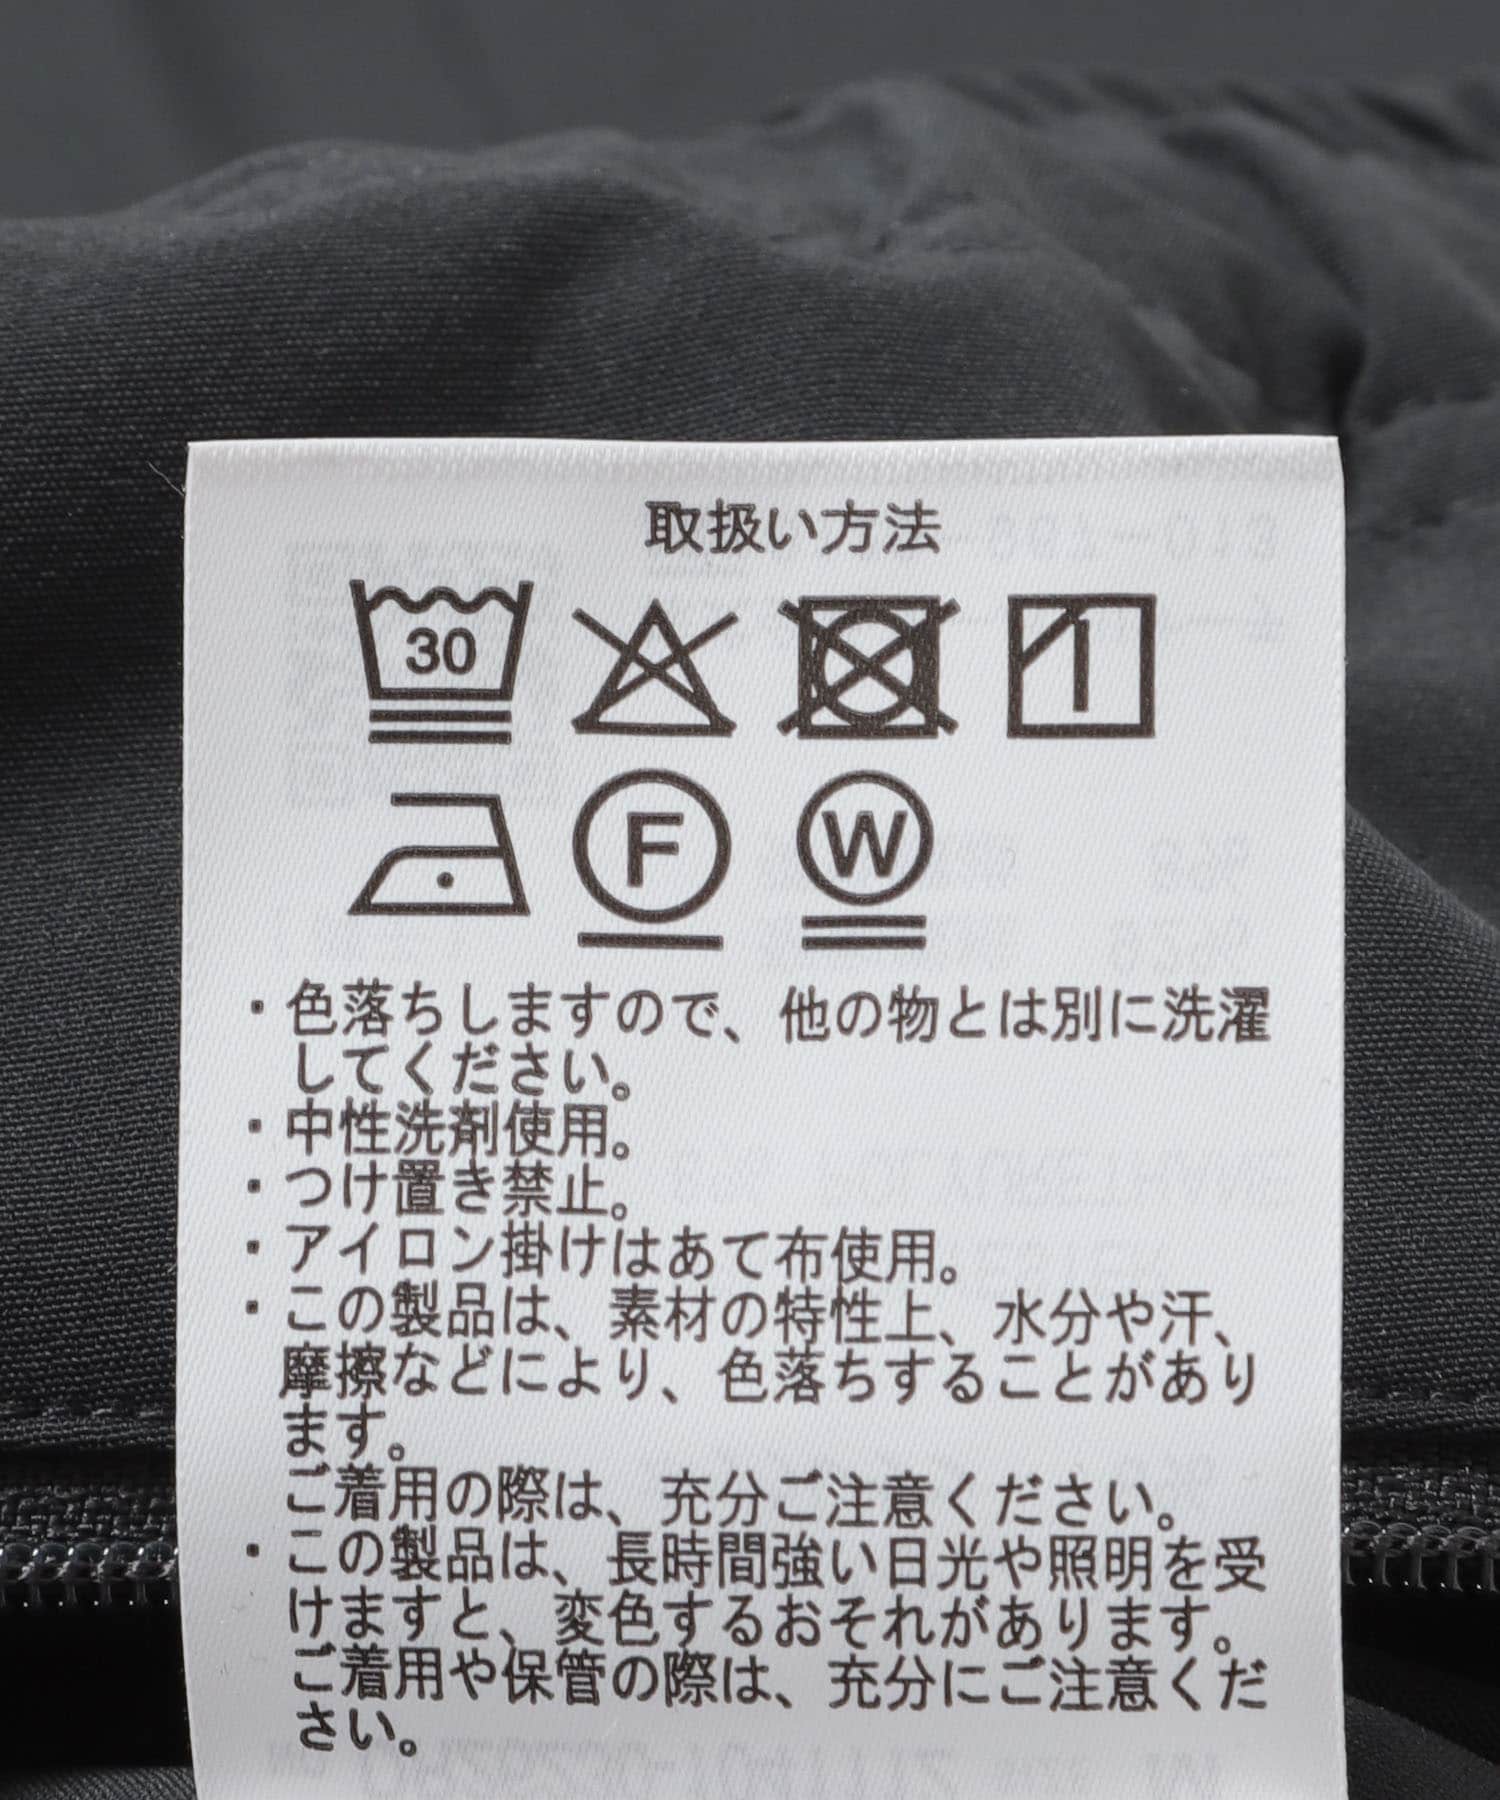 取扱い方法
30
F W
・色落ちしますので、他の物とは別に洗濯
してください。
・中性洗剤使用。
・つけ置き禁止。
・アイロン掛けはあて布使用。
・この製品は、素材の特性上、水分や汗、
摩擦などにより、色落ちすることがあり
ます。
ご着用の際は、充分ご注意ください。
・この製品は、長時間強い日光や照明を受
けますと、変色するおそれがあります。
ご着用や保管の際は、充分にご注意くだ
さい。